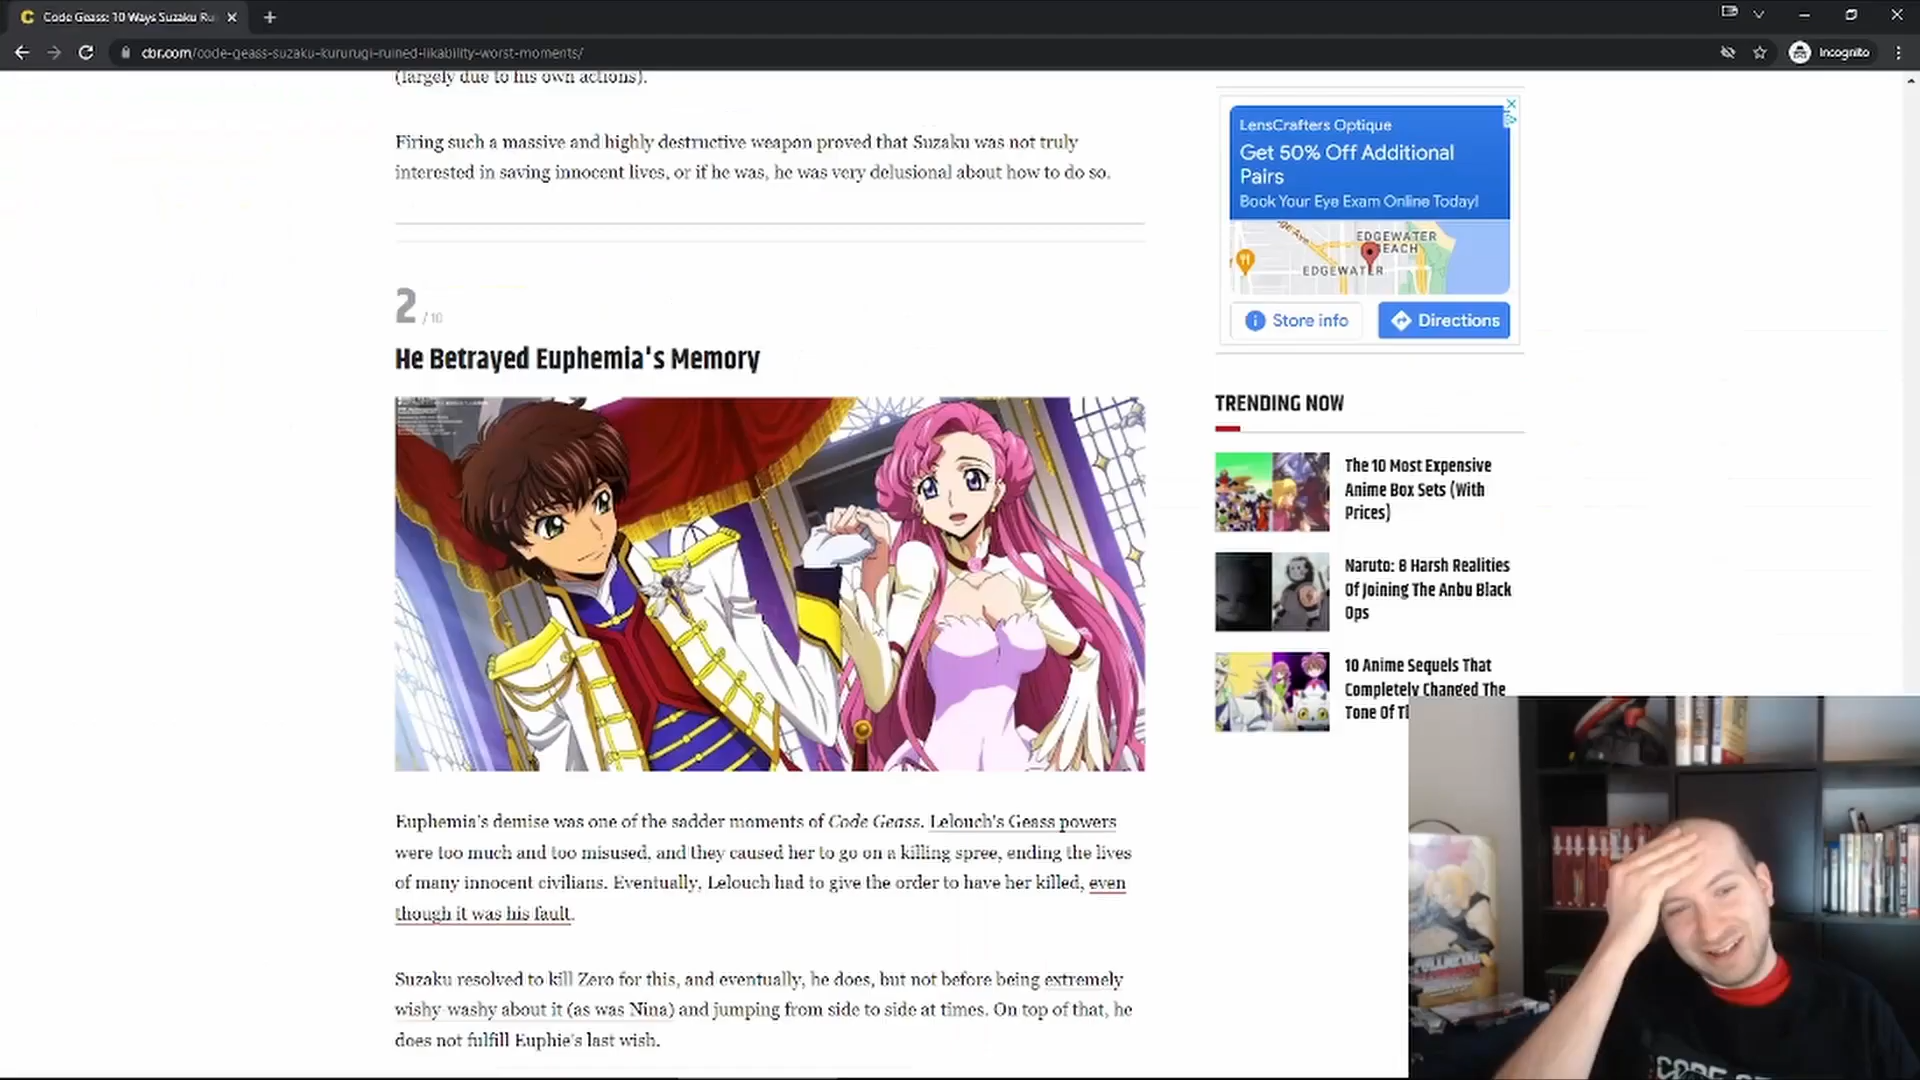 Code Geass: 10 Ways Suzaku Ru
cbr.com/code-geass-suzaku-kururugi-ruined-likability-worst-moments/
Incognito
(largely due to his own actions).
Firing such a massive and highly destructive weapon proved that Suzaku was not truly
interested in saving innocent lives, or if he was, he was very delusional about how to do so.
2 / 10
He Betrayed Euphemia's Memory
Euphemia's demise was one of the sadder moments of Code Geass. Lelouch's Geass powers
were too much and too misused, and they caused her to go on a killing spree, ending the lives
of many innocent civilians. Eventually, Lelouch had to give the order to have her killed, even
though it was his fault.
Suzaku resolved to kill Zero for this, and eventually, he does, but not before being extremely
wishy-washy about it (as was Nina) and jumping from side to side at times. On top of that, he
does not fulfill Euphie's last wish.
LensCrafters Optique
Get 50% Off Additional
Pairs
Book Your Eye Exam Online Today!
EDGEWATER
BEACH
EDGEWATER
Store info
Directions
TRENDING NOW
The 10 Most Expensive
Anime Box Sets (With
Prices)
Naruto: 8 Harsh Realities
Of Joining The Anbu Black
Ops
10 Anime Sequels That
Completely Changed The
Tone Of
CODE